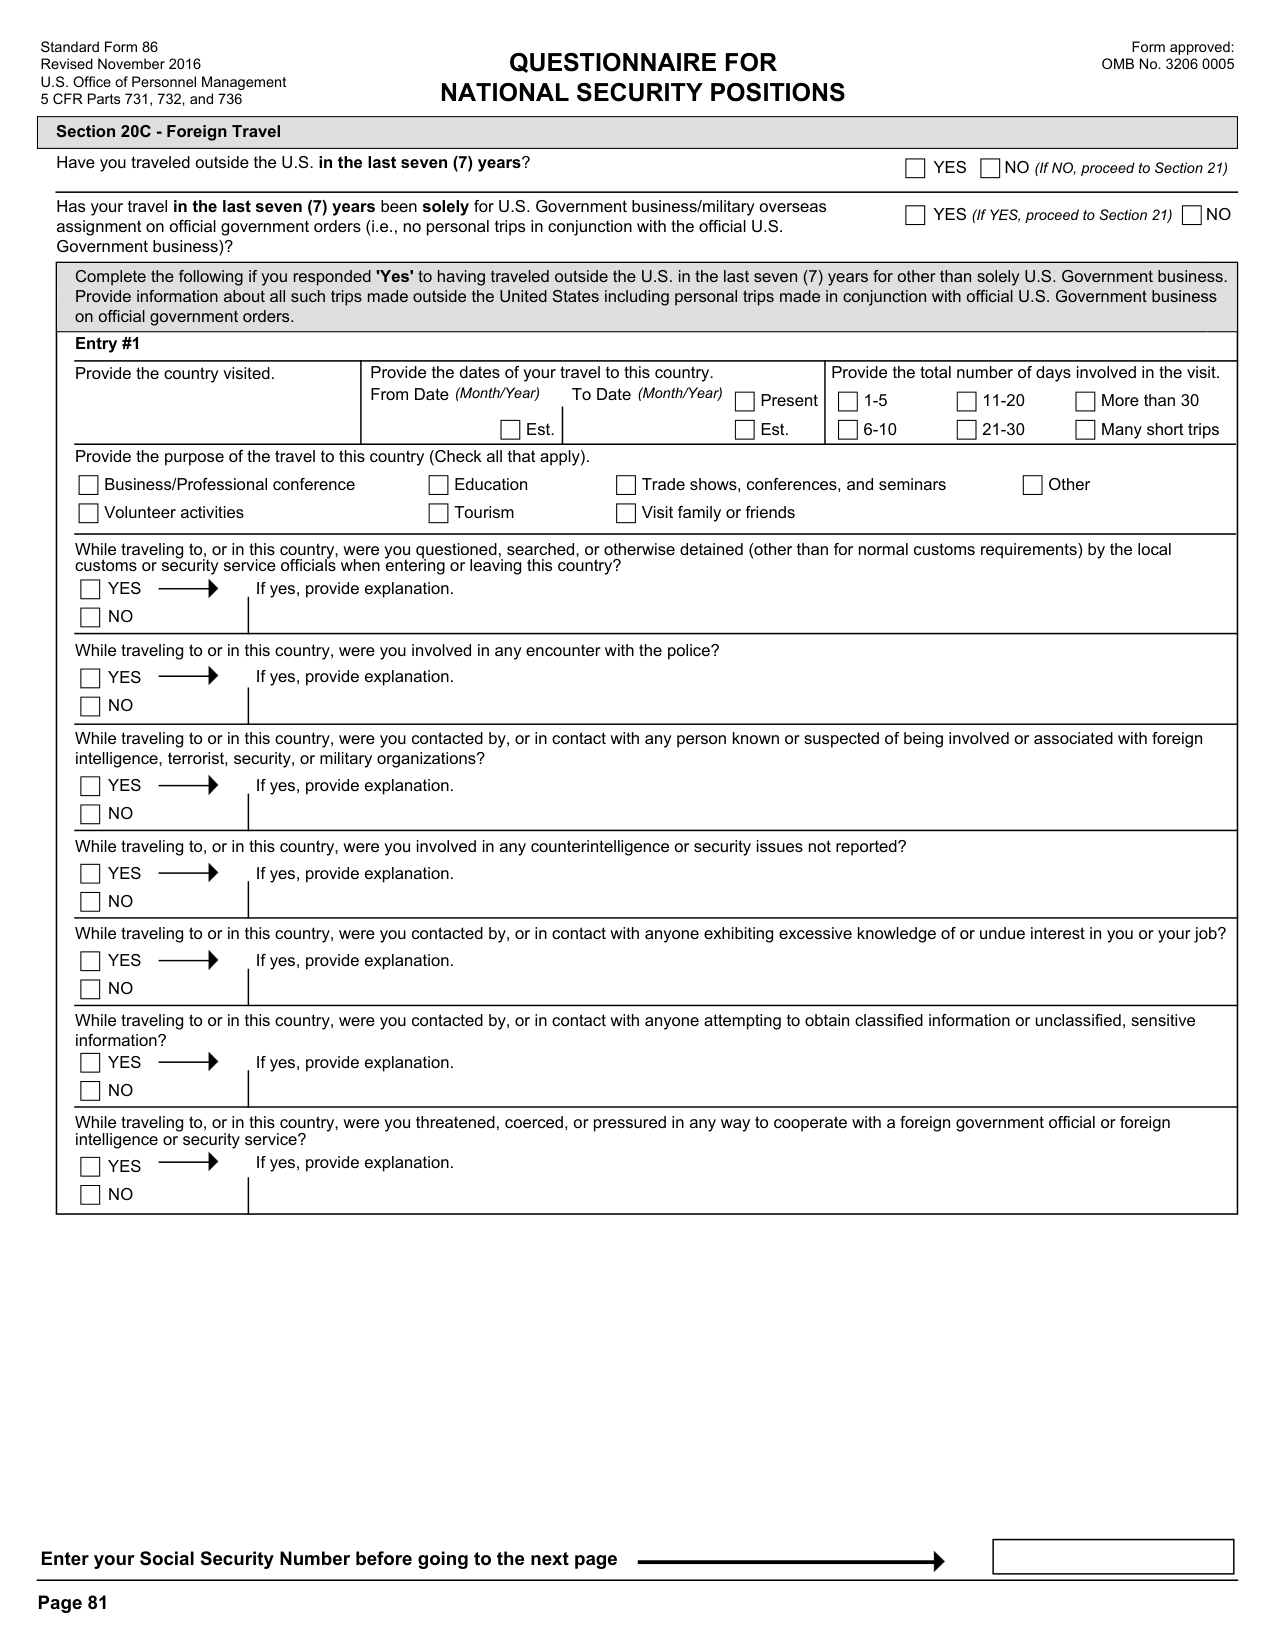 Standard Form 86
Revised November 2016
U.S. Office of Personnel Management
5 CFR Parts 731, 732, and 736
QUESTIONNAIRE FOR
NATIONAL SECURITY POSITIONS
Form approved:
OMB No. 3206 0005
Section 20C - Foreign Travel
Have you traveled outside the U.S. in the last seven (7) years?
YES NO (If NO, proceed to Section 21)
Has your travel in the last seven (7) years been solely for U.S. Government business/military overseas
assignment on official government orders (i.e., no personal trips in conjunction with the official U.S.
Government business)?
YES (If YES, proceed to Section 21) NO
Complete the following if you responded 'Yes' to having traveled outside the U.S. in the last seven (7) years for other than solely U.S. Government business.
Provide information about all such trips made outside the United States including personal trips made in conjunction with official U.S. Government business
on official government orders.
Entry #1
Provide the country visited.
Provide the dates of your travel to this country.
From Date (Month/Year) To Date (Month/Year) Present
Est. Est.
Provide the total number of days involved in the visit.
1-5 11-20 More than 30
6-10 21-30 Many short trips
Provide the purpose of the travel to this country (Check all that apply).
Business/Professional conference Education Trade shows, conferences, and seminars Other
Volunteer activities Tourism Visit family or friends
While traveling to, or in this country, were you questioned, searched, or otherwise detained (other than for normal customs requirements) by the local
customs or security service officials when entering or leaving this country?
YES If yes, provide explanation.
NO
While traveling to or in this country, were you involved in any encounter with the police?
YES If yes, provide explanation.
NO
While traveling to or in this country, were you contacted by, or in contact with any person known or suspected of being involved or associated with foreign
intelligence, terrorist, security, or military organizations?
YES If yes, provide explanation.
NO
While traveling to, or in this country, were you involved in any counterintelligence or security issues not reported?
YES If yes, provide explanation.
NO
While traveling to or in this country, were you contacted by, or in contact with anyone exhibiting excessive knowledge of or undue interest in you or your job?
YES If yes, provide explanation.
NO
While traveling to or in this country, were you contacted by, or in contact with anyone attempting to obtain classified information or unclassified, sensitive
information?
YES If yes, provide explanation.
NO
While traveling to, or in this country, were you threatened, coerced, or pressured in any way to cooperate with a foreign government official or foreign
intelligence or security service?
YES If yes, provide explanation.
NO
Enter your Social Security Number before going to the next page
Page 81